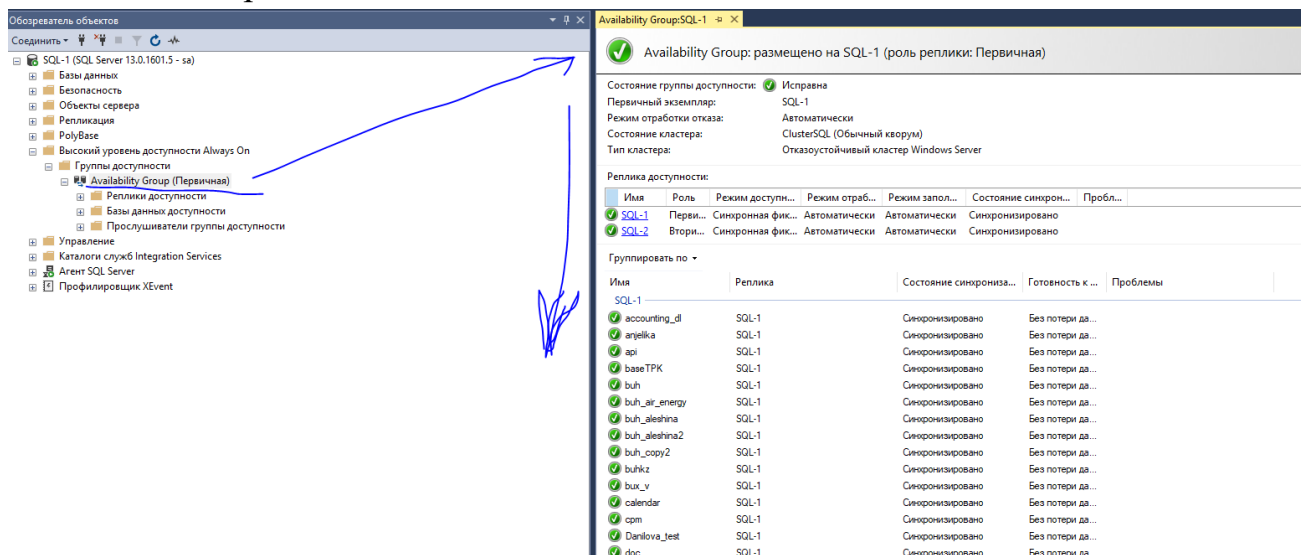 Обозреватель объектов
Соединить
SQL-1 (SQL Server 13.0.1601.5 - sa)
Базы данных
Безопасность
Объекты сервера
Репликация
PolyBase
Высокий уровень доступности Always On
Группы доступности
Availability Group (Первичная)
Реплики доступности
Базы данных доступности
Прослушиватели группы доступности
Управление
Каталоги служб Integration Services
Агент SQL Server
Профилировщик XEvent
Availability Group:SQL-1
Availability Group: размещено на SQL-1 (роль реплики: Первичная)
Состояние группы доступности: Исправна
Первичный экземпляр: SQL-1
Режим отработки отказа: Автоматически
Состояние кластера: ClusterSQL (Обычный кворум)
Тип кластера: Отказоустойчивый кластер Windows Server
Реплика доступности:
Имя Роль Режим доступн... Режим отраб... Режим запол... Состояние синхрон... Пробл...
SQL-1 Перви... Синхронная фик... Автоматически Автоматически Синхронизировано
SQL-2 Втори... Синхронная фик... Автоматически Автоматически Синхронизировано
Группировать по
Имя Реплика Состояние синхрониза... Готовность к ... Проблемы
SQL-1
accounting_dl SQL-1 Синхронизировано Без потери да...
anjelika SQL-1 Синхронизировано Без потери да...
api SQL-1 Синхронизировано Без потери да...
baseTPK SQL-1 Синхронизировано Без потери да...
buh SQL-1 Синхронизировано Без потери да...
buh_air_energy SQL-1 Синхронизировано Без потери да...
buh_aleshina SQL-1 Синхронизировано Без потери да...
buh_aleshina2 SQL-1 Синхронизировано Без потери да...
buh_copy2 SQL-1 Синхронизировано Без потери да...
buhkz SQL-1 Синхронизировано Без потери да...
bux_v SQL-1 Синхронизировано Без потери да...
calendar SQL-1 Синхронизировано Без потери да...
cpm SQL-1 Синхронизировано Без потери да...
Danilova_test SQL-1 Синхронизировано Без потери да...
doc SQL-1 Синхронизировано Без потери да...